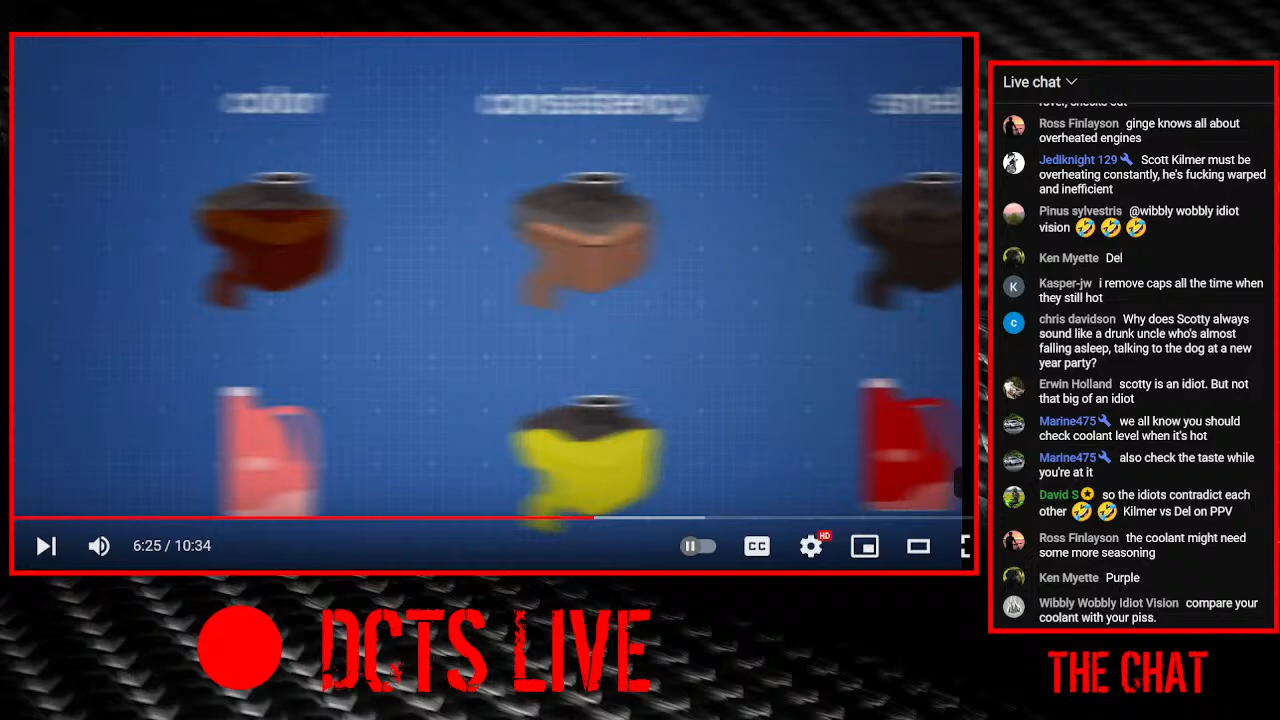 color
consistency
Live chat
Ross Finlayson ginge knows all about
overheated engines
Jediknight 129 Scott Kilmer must be
overheating constantly, he's fucking warped
and inefficient
Pinus sylvestris @wibbly wobbly idiot
vision 🤣 🤣 🤣
Ken Myette Del
K Kasper-jw i remove caps all the time when
they still hot
c chris davidson Why does Scotty always
sound like a drunk uncle who's almost
falling asleep, talking to the dog at a new
year party?
Erwin Holland scotty is an idiot. But not
that big of an idiot
Marine475 we all know you should
check coolant level when it's hot
Marine475 also check the taste while
you're at it
David S so the idiots contradict each
other 🤣 🤣 Kilmer vs Del on PPV
Ross Finlayson the coolant might need
some more seasoning
Ken Myette Purple
Wibbly Wobbly Idiot Vision compare your
coolant with your piss.
6:25 / 10:34
CC
HD
DCTS LIVE
THE CHAT